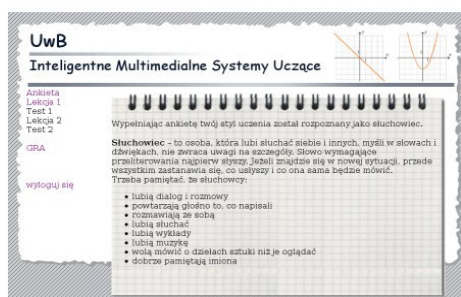 UwB
Inteligentne Multimedialne Systemy Uczące
Ankieta
Lekcja 1
Test 1
Lekcja 2
Test 2
GRA
wyloguj się
Wypełniając ankietę twój styl uczenia został rozpoznany jako słuchowiec.
Słuchowiec - to osoba, która lubi słuchać siebie i innych, myśli w słowach i
dźwiękach, nie zwraca uwagi na szczegóły. Słowo wymagające
przeliterowania najpierw słyszy. Jeżeli znajdzie się w nowej sytuacji, przede
wszystkim zastanawia się, co usłyszy i co ona sama będzie mówić.
Trzeba pamiętać, że słuchowcy:
• lubią dialog i rozmowy
• powtarzają głośno to, co napisali
• rozmawiają ze sobą
• lubią słuchać
• lubią wykłady
• lubią muzykę
• wolą mówić o dziełach sztuki niż je oglądać
• dobrze pamiętają imiona